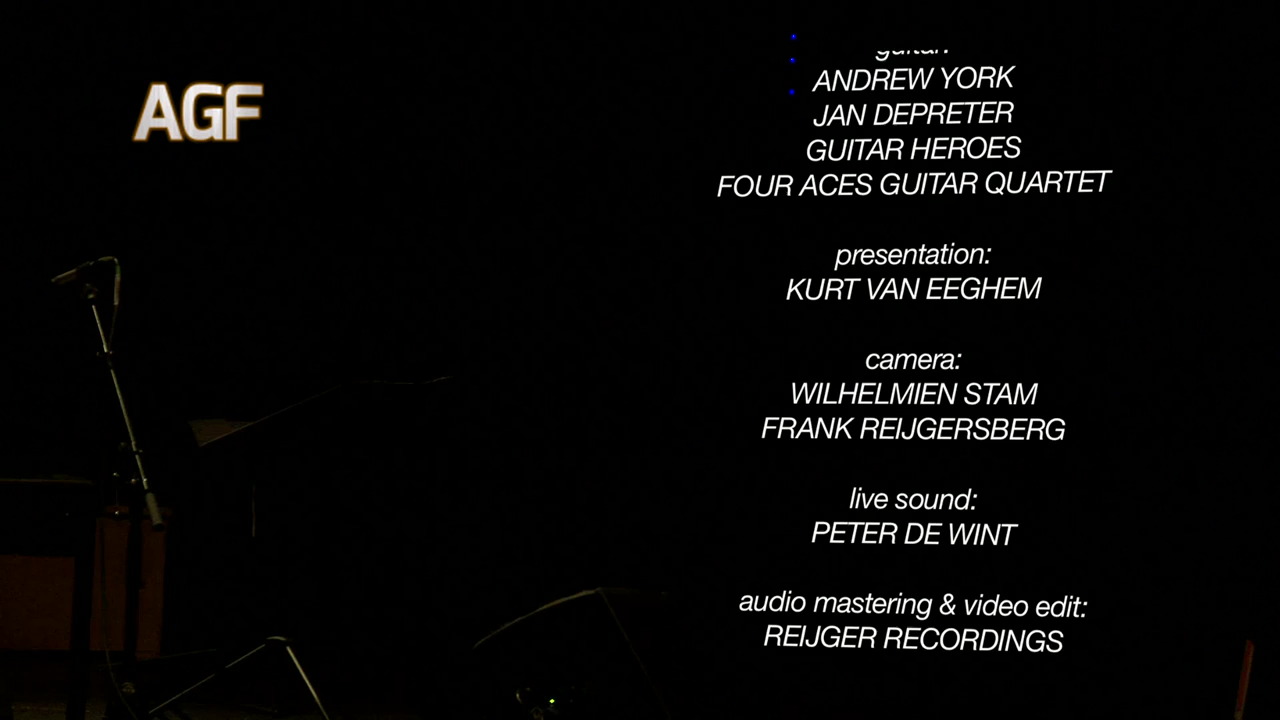 AGF
guitar:
ANDREW YORK
JAN DEPRETER
GUITAR HEROES
FOUR ACES GUITAR QUARTET
presentation:
KURT VAN EEGHEM
camera:
WILHELMIEN STAM
FRANK REIJGERSBERG
live sound:
PETER DE WINT
audio mastering & video edit:
REIJGER RECORDINGS